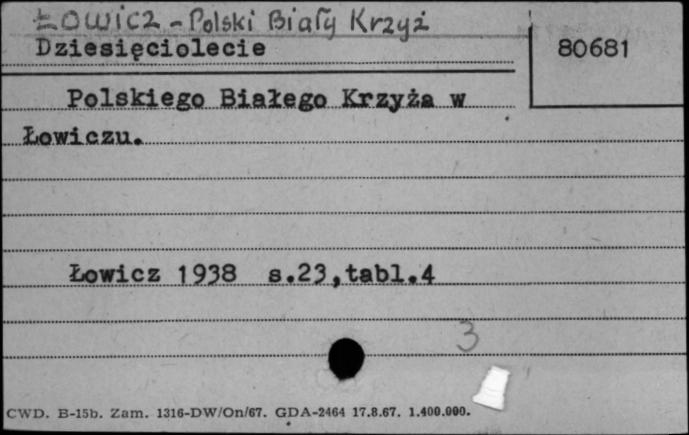 Łowicz - Polski Biały Krzyż
Dziesięciolecie
80681
Polskiego Białego Krzyża w
Łowiczu.
Łowicz 1938 s.23,tabl.4
3
CWD. B-15b. Zam. 1316-DW/On/67. GDA-2464 17.8.67. 1.400.000.